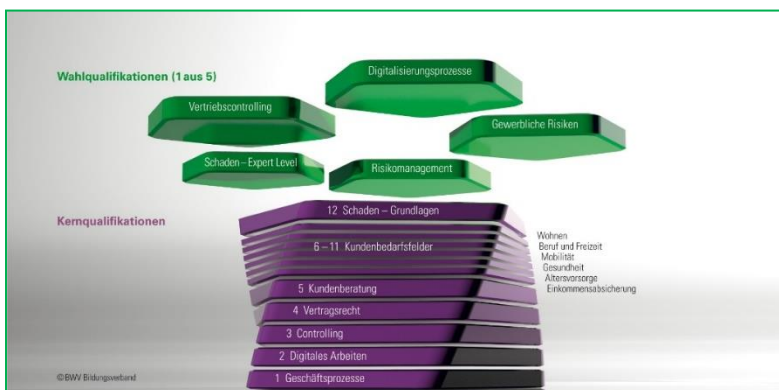 Wahlqualifikationen (1 aus 5)
Digitalisierungsprozesse
Vertriebscontrolling
Gewerbliche Risiken
Schaden – Expert Level
Risikomanagement
Kernqualifikationen
12 Schaden – Grundlagen
6 – 11 Kundenbedarfsfelder
Wohnen
Beruf und Freizeit
Mobilität
Gesundheit
Altersvorsorge
Einkommensabsicherung
5 Kundenberatung
4 Vertragsrecht
3 Controlling
2 Digitales Arbeiten
1 Geschäftsprozesse
©BWV Bildungsverband